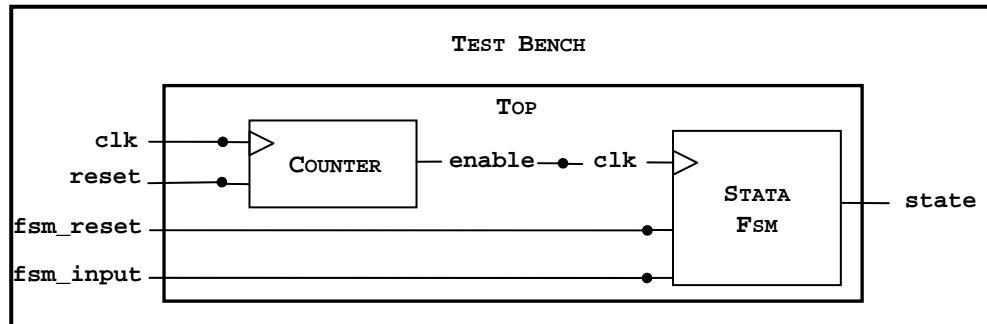 TEST BENCH
TOP
clk
COUNTER
enable
clk
reset
STATA
FSM
state
fsm_reset
fsm_input